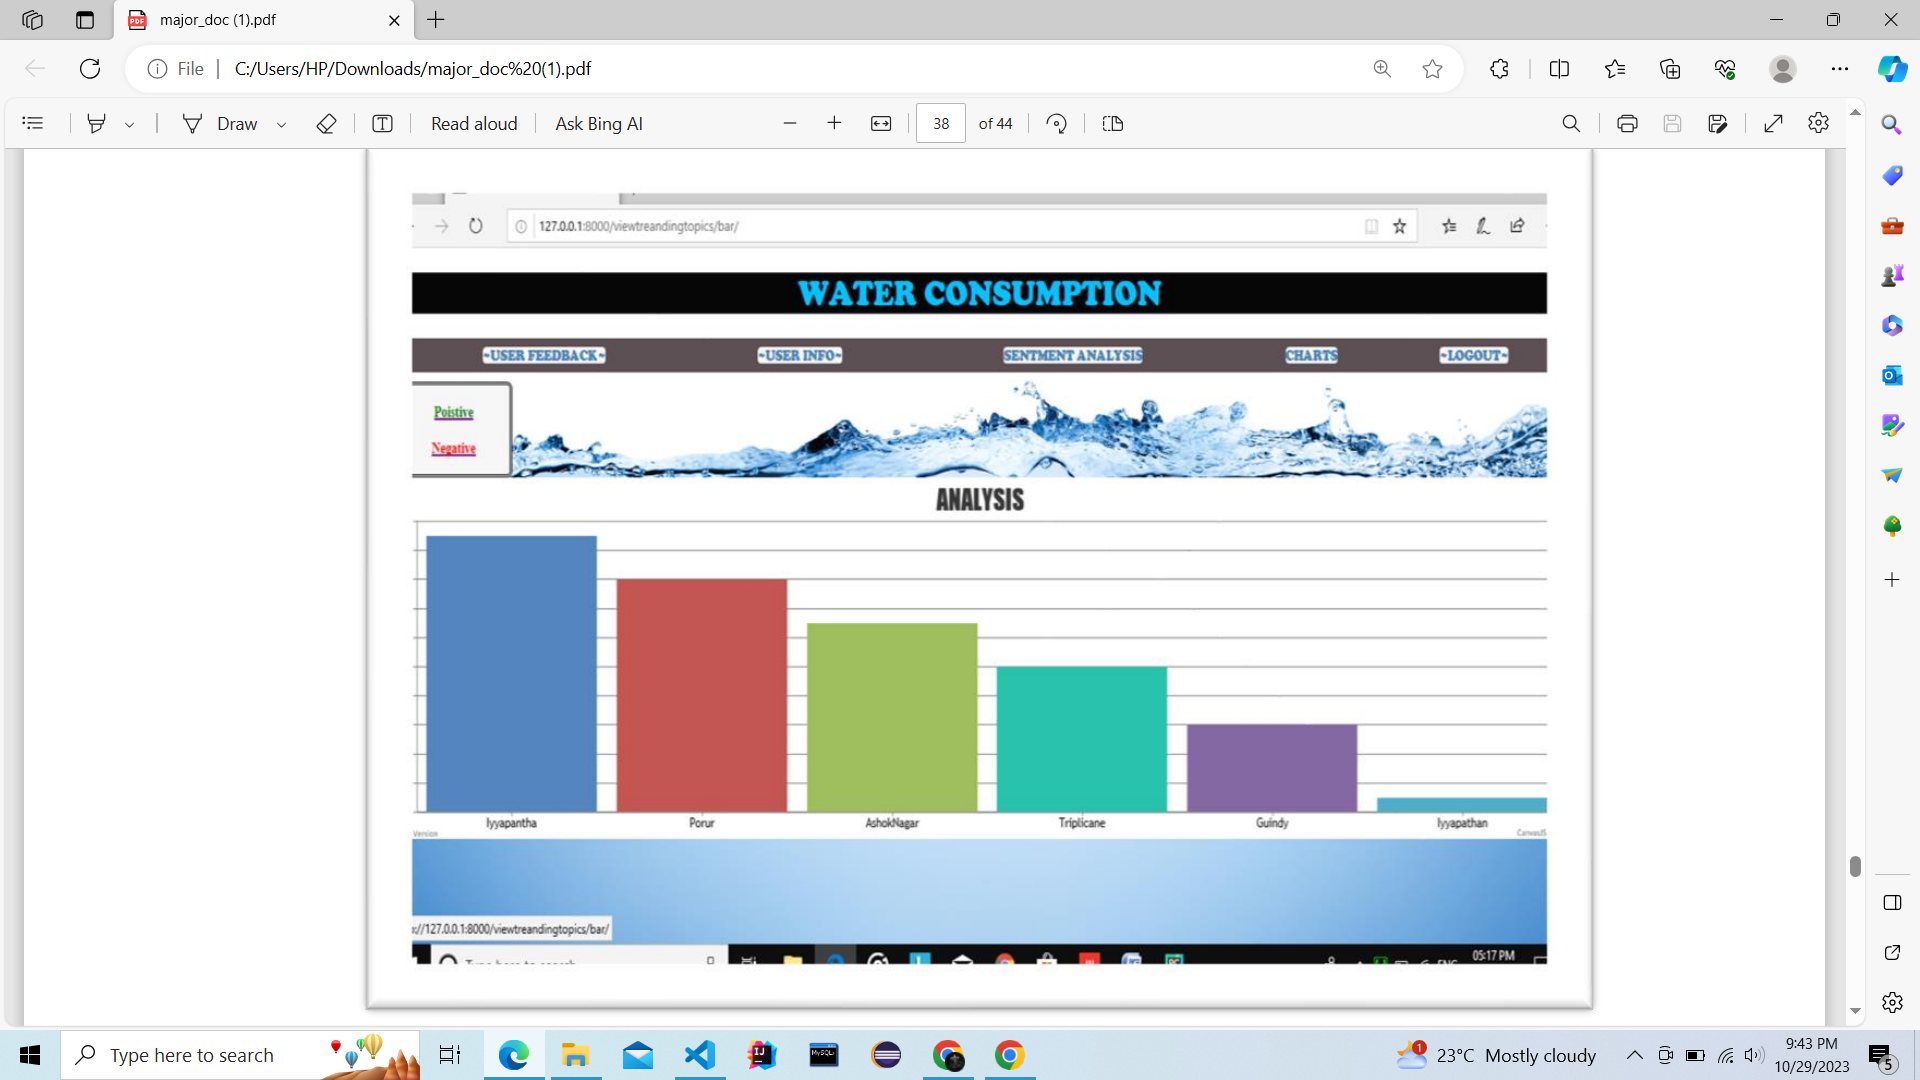 major_doc (1).pdf
File
C:/Users/HP/Downloads/major_doc%20(1).pdf
Draw
Read aloud
Ask Bing AI
38
of 44
127.0.0.1:8000/viewtreandingtopics/bar/
WATER CONSUMPTION
~USER FEEDBACK~
~USER INFO~
SENTMENT ANALYSIS
CHARTS
~LOGOUT~
Poistive
Negative
ANALYSIS
Iyyapantha
Porur
AshokNagar
Triplicane
Guindy
Iyyapathan
Version
CanvasJS
://127.0.0.1:8000/viewtreandingtopics/bar/
05:17 PM
Type here to search
23°C Mostly cloudy
9:43 PM
10/29/2023